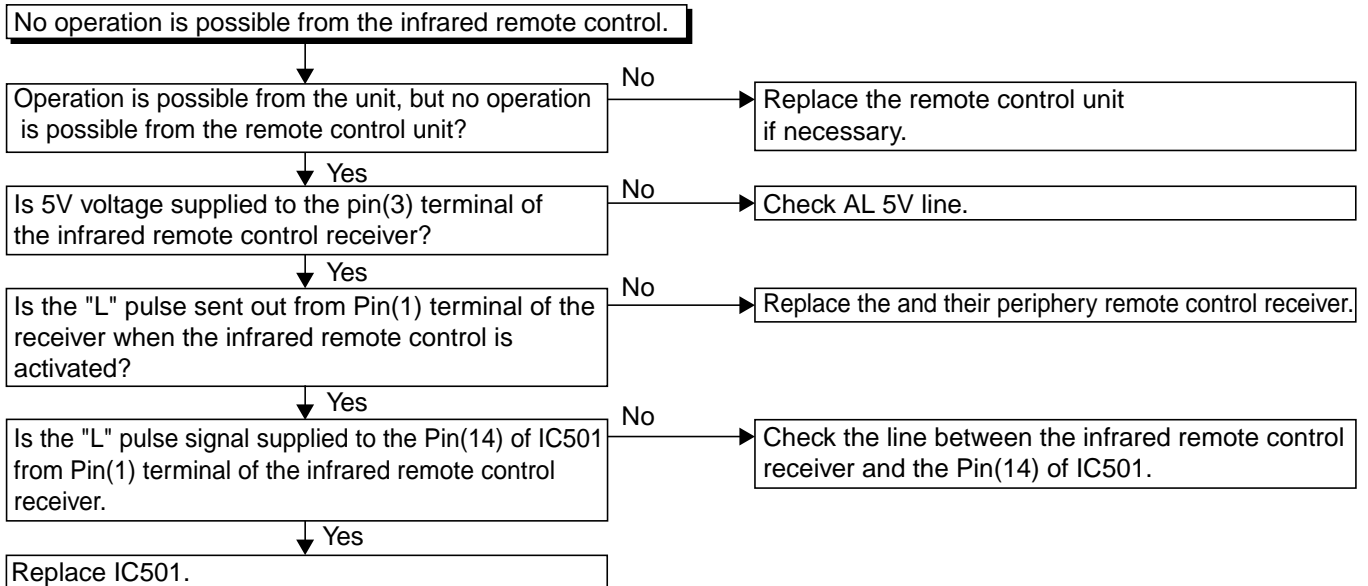 No operation is possible from the infrared remote control.
Operation is possible from the unit, but no operation
is possible from the remote control unit?
No
Replace the remote control unit
if necessary.
Yes
Is 5V voltage supplied to the pin(3) terminal of
the infrared remote control receiver?
No
Check AL 5V line.
Yes
Is the "L" pulse sent out from Pin(1) terminal of the
receiver when the infrared remote control is
activated?
No
Replace the and their periphery remote control receiver.
Yes
Is the "L" pulse signal supplied to the Pin(14) of IC501
from Pin(1) terminal of the infrared remote control
receiver.
No
Check the line between the infrared remote control
receiver and the Pin(14) of IC501.
Yes
Replace IC501.